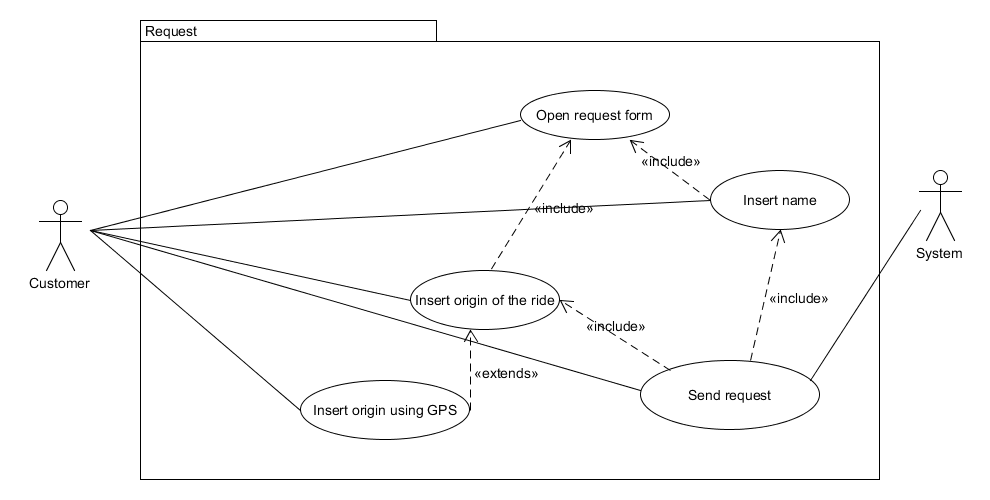 Request
Open request form
«include»
Insert name
«include»
Customer
System
Insert origin of the ride
«include»
«include»
«extends»
Send request
Insert origin using GPS